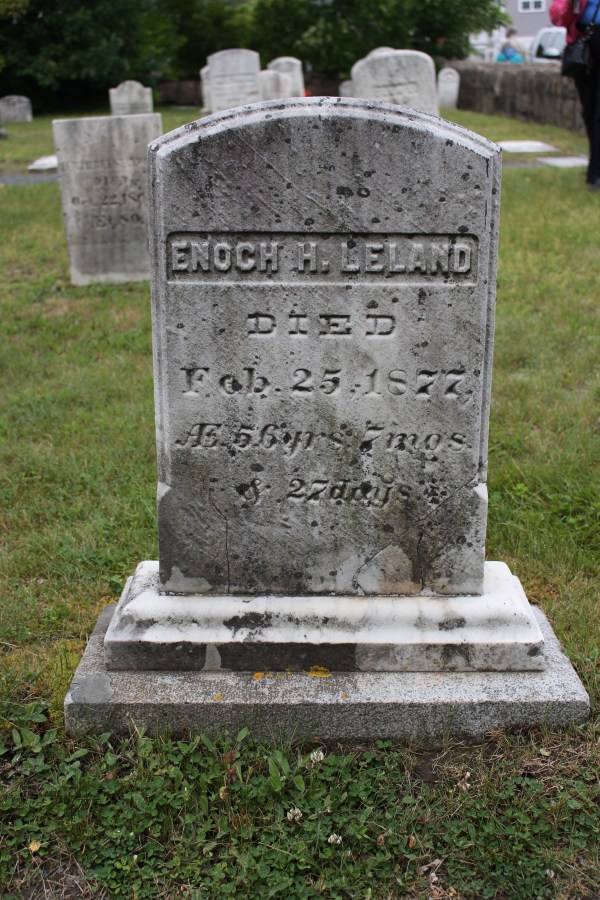 ENOCH H. LELAND
DIED
Feb. 25, 1877,
Æ 56 yrs. 7 mos.
& 27 days.